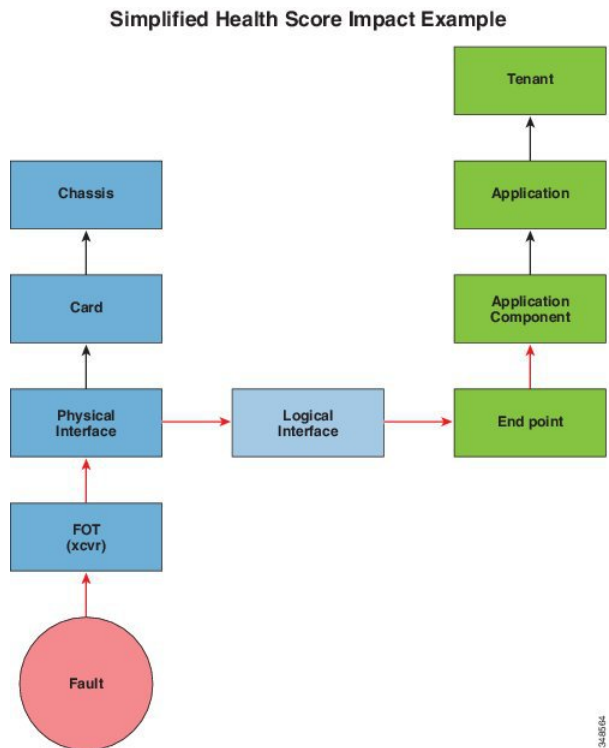 Simplified Health Score Impact Example
Tenant
Chassis
Application
Card
Application
Component
Physical
Interface
Logical
Interface
End point
FOT
(xcvr)
Fault
348564